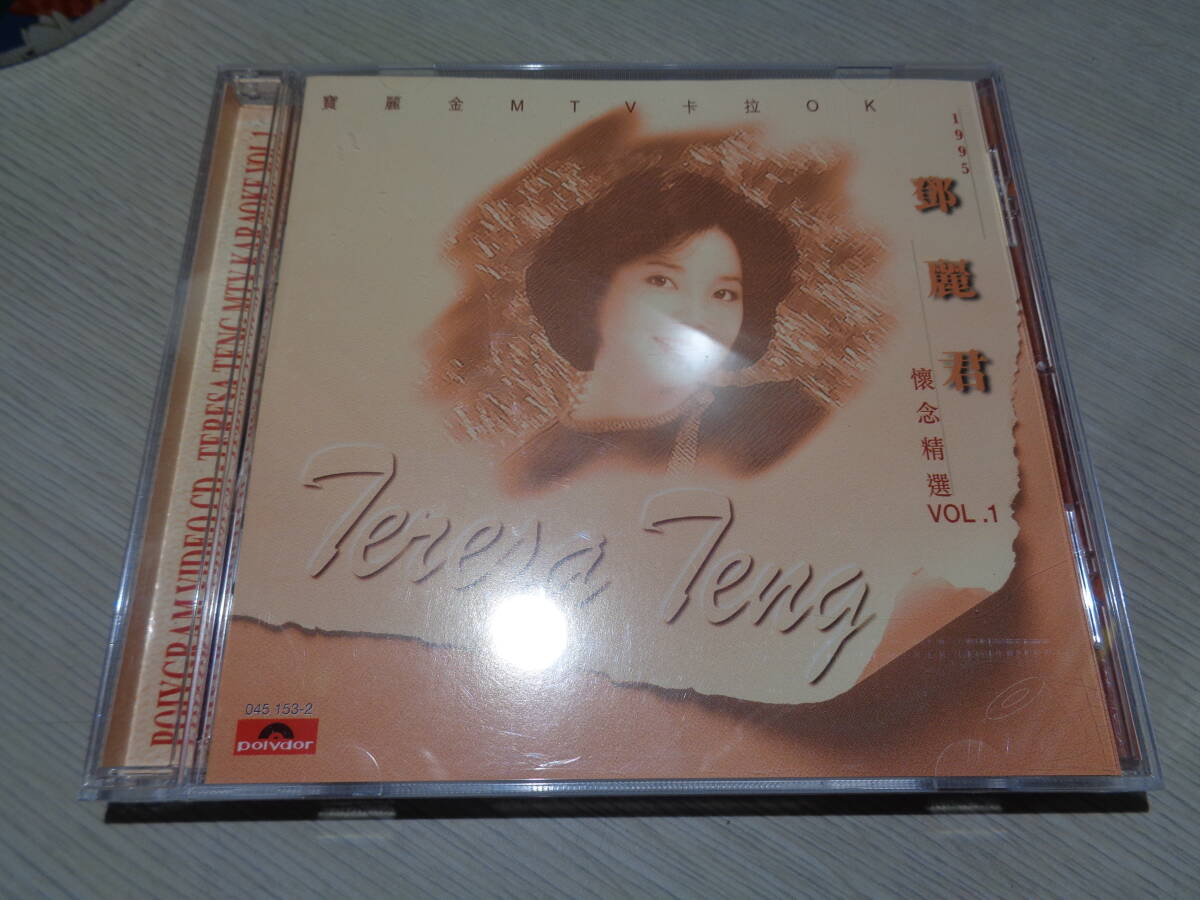 寶麗金MTV卡拉OK
1995
鄧麗君
懷念精選
VOL.1
Teresa Teng
045 153-2
polydor
POLYGRAM VIDEO CD TERESA TENG MTV KARAOKE VOL.1